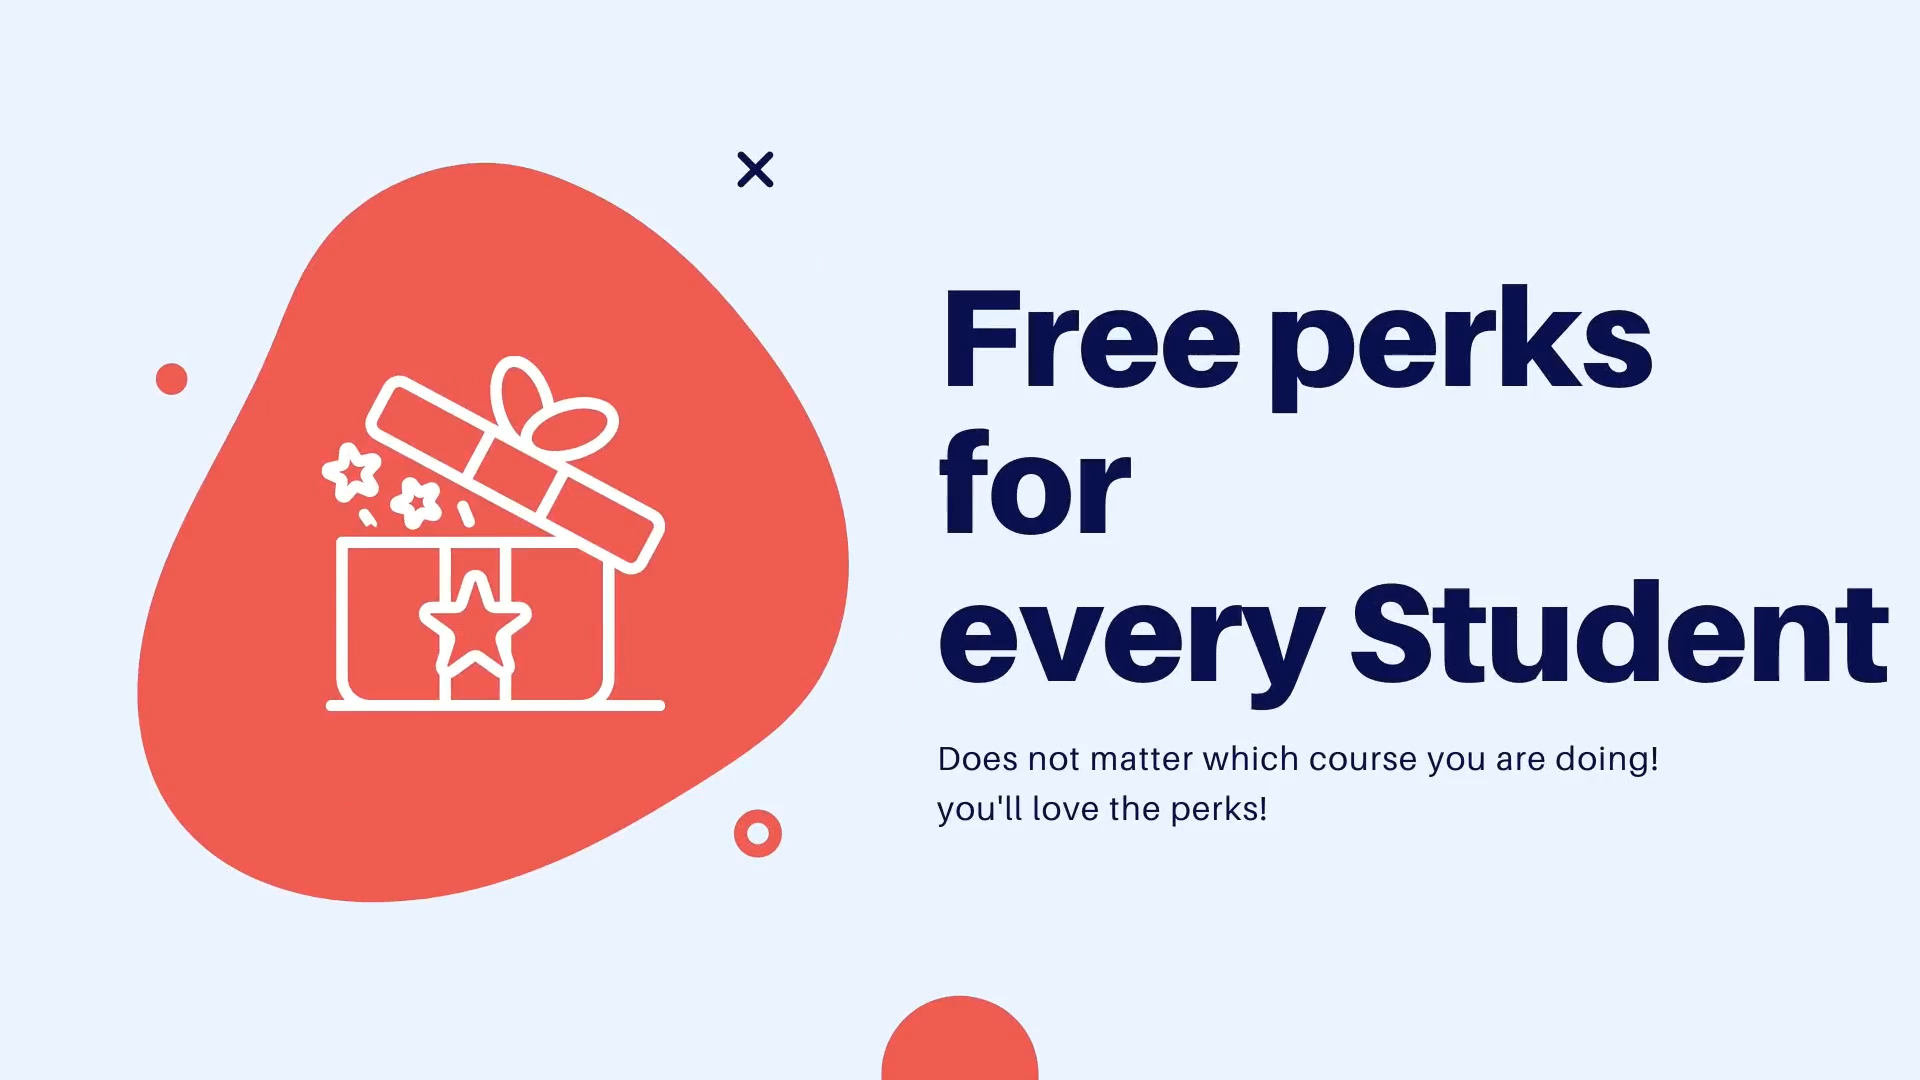 Free perks
for
every Student
Does not matter which course you are doing!
you'll love the perks!